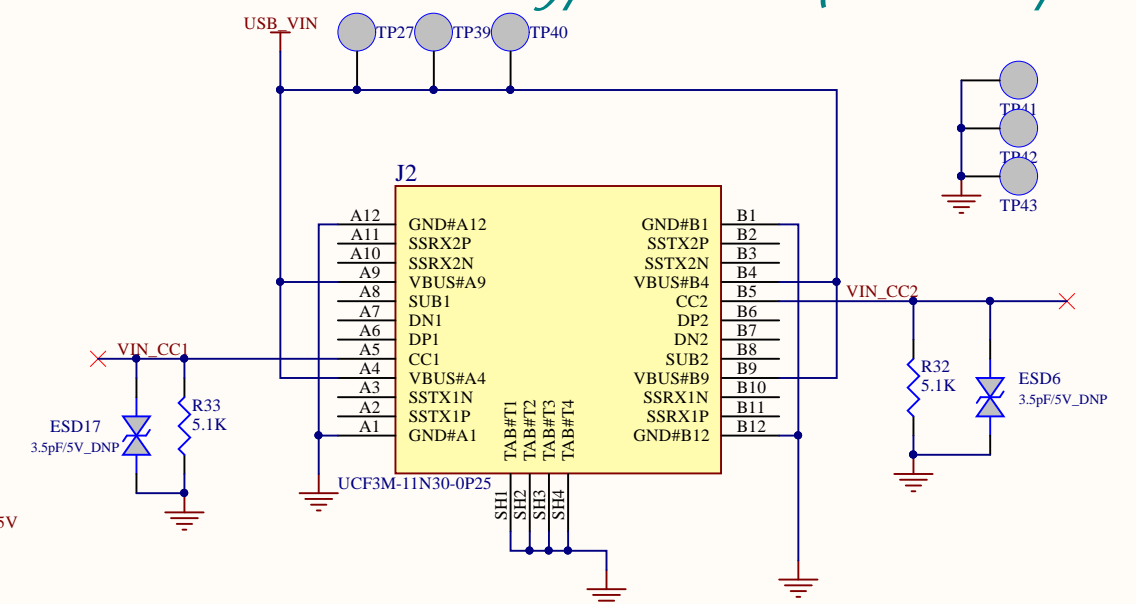 USB_VIN
TP27
TP39
TP40
TP41
TP42
TP43
J2
A12 GND#A12 GND#B1 B1
A11 SSRX2P SSTX2P B2
A10 SSRX2N SSTX2N B3
A9 VBUS#A9 VBUS#B4 B4
A8 SUB1 CC2 B5
A7 DN1 DP2 B6
A6 DP1 DN2 B7
A5 CC1 SUB2 B8
A4 VBUS#A4 VBUS#B9 B9
A3 SSTX1N SSRX1N B10
A2 SSTX1P SSRX1P B11
A1 GND#A1 GND#B12 B12
TAB#T1
TAB#T2
TAB#T3
TAB#T4
SH1
SH2
SH3
SH4
UCF3M-11N30-0P25
VIN_CC1
ESD17
3.5pF/5V_DNP
R33
5.1K
VIN_CC2
R32
5.1K
ESD6
3.5pF/5V_DNP
5V